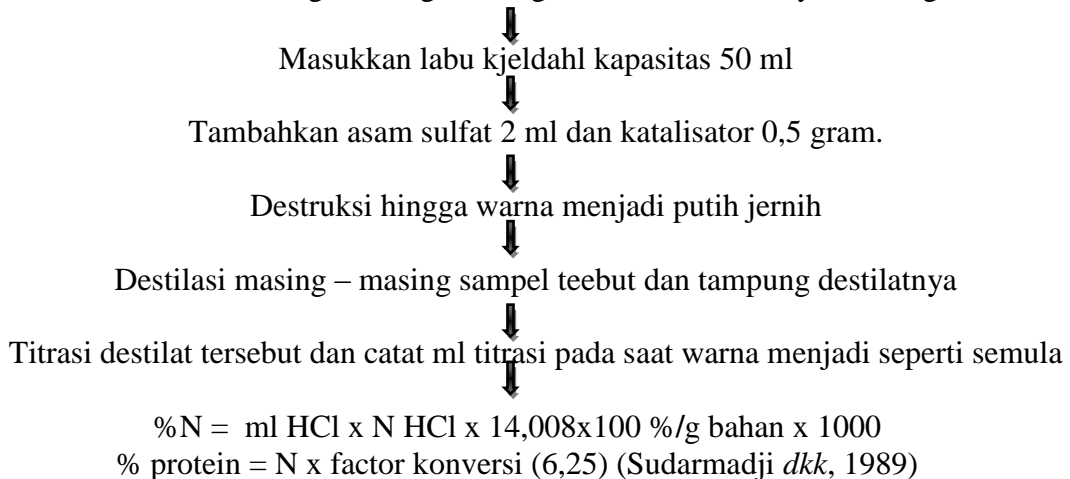 Masukkan labu kjeldahl kapasitas 50 ml
Tambahkan asam sulfat 2 ml dan katalisator 0,5 gram.
Destruksi hingga warna menjadi putih jernih
Destilasi masing – masing sampel teebut dan tampung destilatnya
Titrasi destilat tersebut dan catat ml titrasi pada saat warna menjadi seperti semula
%N = ml HCl x N HCl x 14,008x100 %/g bahan x 1000
% protein = N x factor konversi (6,25) (Sudarmadji dkk, 1989)